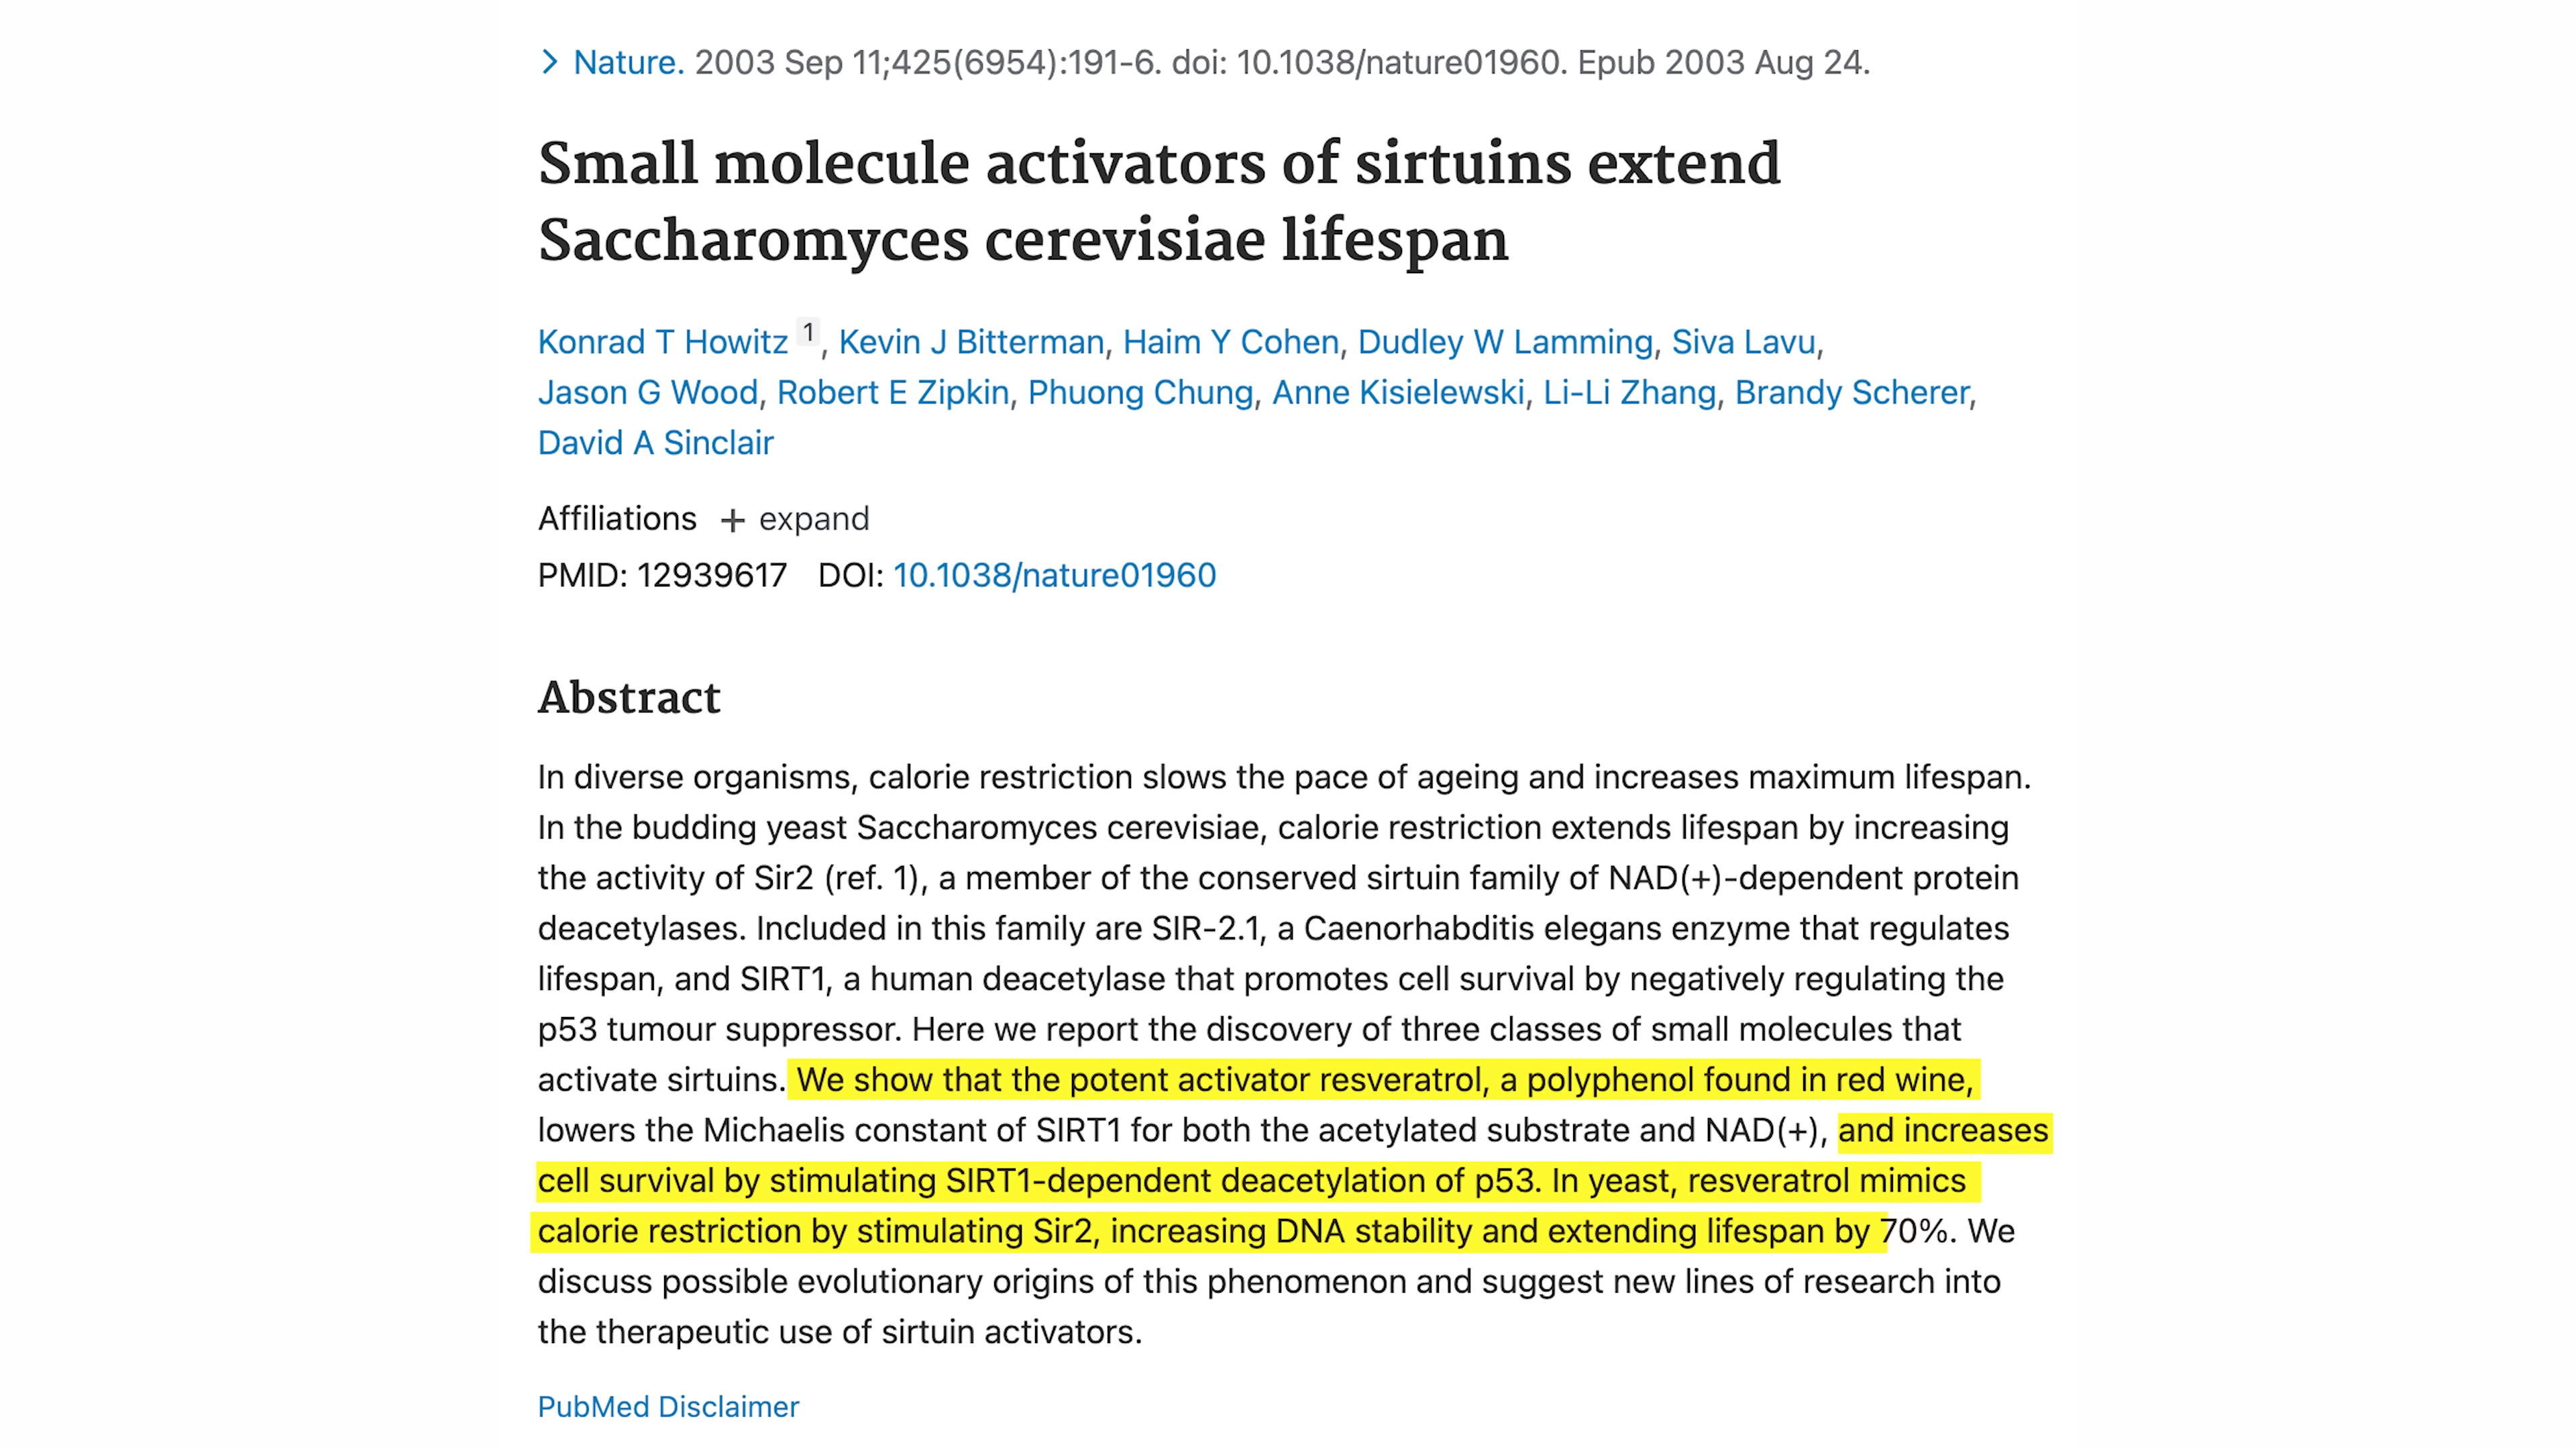 > Nature. 2003 Sep 11;425(6954):191-6. doi: 10.1038/nature01960. Epub 2003 Aug 24.
Small molecule activators of sirtuins extend
Saccharomyces cerevisiae lifespan
Konrad T Howitz 1, Kevin J Bitterman, Haim Y Cohen, Dudley W Lamming, Siva Lavu,
Jason G Wood, Robert E Zipkin, Phuong Chung, Anne Kisielewski, Li-Li Zhang, Brandy Scherer,
David A Sinclair
Affiliations + expand
PMID: 12939617 DOI: 10.1038/nature01960
Abstract
In diverse organisms, calorie restriction slows the pace of ageing and increases maximum lifespan.
In the budding yeast Saccharomyces cerevisiae, calorie restriction extends lifespan by increasing
the activity of Sir2 (ref. 1), a member of the conserved sirtuin family of NAD(+)-dependent protein
deacetylases. Included in this family are SIR-2.1, a Caenorhabditis elegans enzyme that regulates
lifespan, and SIRT1, a human deacetylase that promotes cell survival by negatively regulating the
p53 tumour suppressor. Here we report the discovery of three classes of small molecules that
activate sirtuins. We show that the potent activator resveratrol, a polyphenol found in red wine,
lowers the Michaelis constant of SIRT1 for both the acetylated substrate and NAD(+), and increases
cell survival by stimulating SIRT1-dependent deacetylation of p53. In yeast, resveratrol mimics
calorie restriction by stimulating Sir2, increasing DNA stability and extending lifespan by 70%. We
discuss possible evolutionary origins of this phenomenon and suggest new lines of research into
the therapeutic use of sirtuin activators.
PubMed Disclaimer